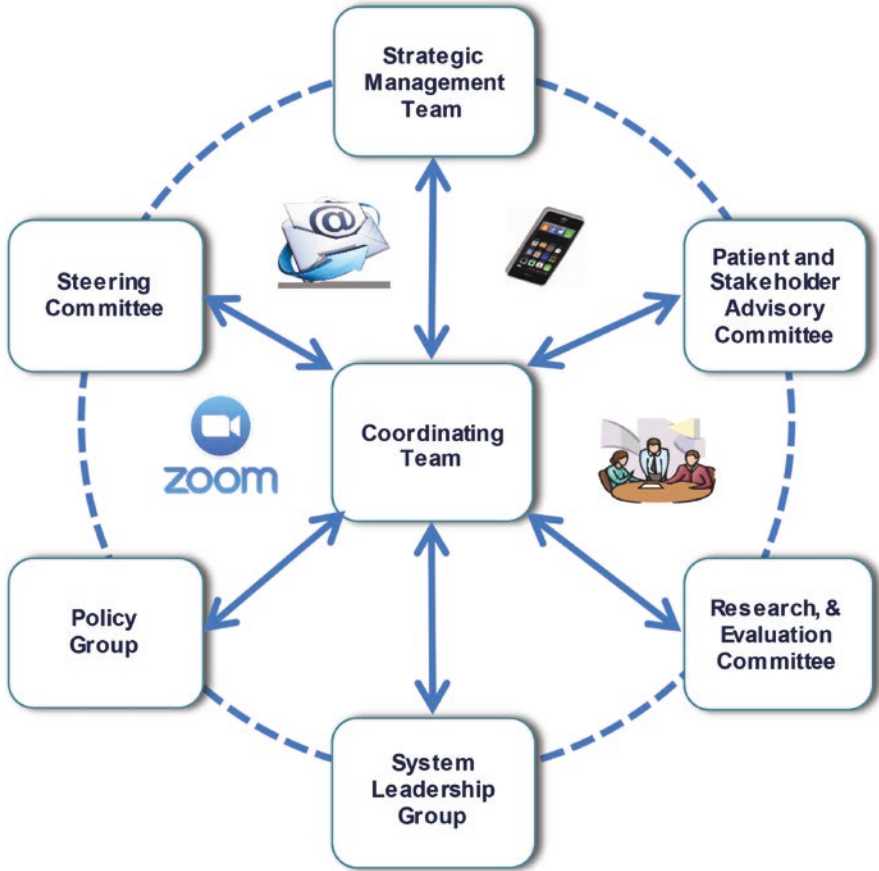 Strategic
Management
Team
@
Steering
Committee
Patient and
Stakeholder
Advisory
Committee
Coordinating
Team
zoom
Policy
Group
Research, &
Evaluation
Committee
System
Leadership
Group